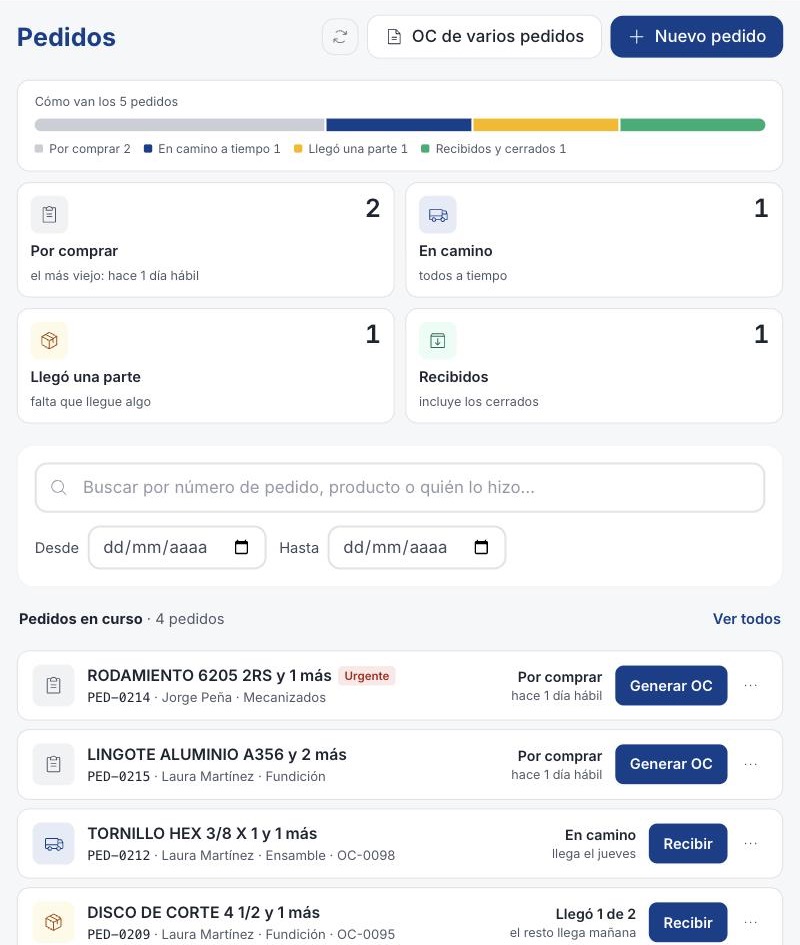 Pedidos
OC de varios pedidos
Nuevo pedido
Cómo van los 5 pedidos
Por comprar 2 En camino a tiempo 1 Llegó una parte 1 Recibidos y cerrados 1
2
Por comprar
el más viejo: hace 1 día hábil
1
En camino
todos a tiempo
1
Llegó una parte
falta que llegue algo
1
Recibidos
incluye los cerrados
Buscar por número de pedido, producto o quién lo hizo...
Desde dd/mm/aaaa Hasta dd/mm/aaaa
Pedidos en curso · 4 pedidos Ver todos
RODAMIENTO 6205 2RS y 1 más Urgente
PED-0214 · Jorge Peña · Mecanizados
Por comprar
hace 1 día hábil
Generar OC
...
LINGOTE ALUMINIO A356 y 2 más
PED-0215 · Laura Martínez · Fundición
Por comprar
hace 1 día hábil
Generar OC
...
TORNILLO HEX 3/8 X 1 y 1 más
PED-0212 · Laura Martínez · Ensamble · OC-0098
En camino
llega el jueves
Recibir
...
DISCO DE CORTE 4 1/2 y 1 más
PED-0209 · Laura Martínez · Fundición · OC-0095
Llegó 1 de 2
el resto llega mañana
Recibir
...